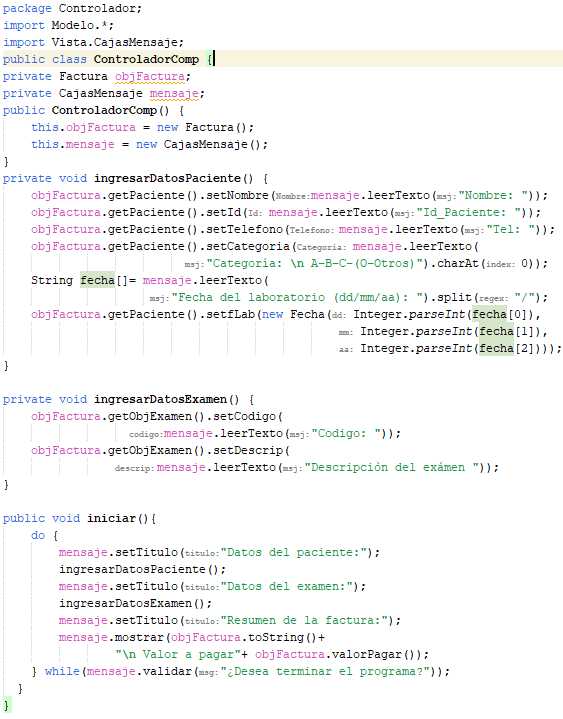 package Controlador;
import Modelo.*;
import Vista.CajasMensaje;
public class ControladorComp {
private Factura objFactura;
private CajasMensaje mensaje;
public ControladorComp() {
this.objFactura = new Factura();
this.mensaje = new CajasMensaje();
}
private void ingresarDatosPaciente() {
objFactura.getPaciente().setNombre(Nombre:mensaje.leerTexto(msj:"Nombre: "));
objFactura.getPaciente().setId(Id: mensaje.leerTexto(msj:"Id_Paciente: "));
objFactura.getPaciente().setTelefono(Telefono: mensaje.leerTexto(msj:"Tel: "));
objFactura.getPaciente().setCategoria(Categoria: mensaje.leerTexto(
msj:"Categoría: \n A-B-C-(O-Otros)").charAt(index: 0));
String fecha[]= mensaje.leerTexto(
msj:"Fecha del laboratorio (dd/mm/aa): ").split(regex: "/");
objFactura.getPaciente().setfLab(new Fecha(dd: Integer.parseInt(fecha[0]),
mm: Integer.parseInt(fecha[1]),
aa: Integer.parseInt(fecha[2])));
}
private void ingresarDatosExamen() {
objFactura.getObjExamen().setCodigo(
codigo:mensaje.leerTexto(msj:"Codigo: "));
objFactura.getObjExamen().setDescrip(
descrip:mensaje.leerTexto(msj:"Descripción del exámen "));
}
public void iniciar(){
do {
mensaje.setTitulo(titulo:"Datos del paciente:");
ingresarDatosPaciente();
mensaje.setTitulo(titulo:"Datos del examen:");
ingresarDatosExamen();
mensaje.setTitulo(titulo:"Resumen de la factura:");
mensaje.mostrar(objFactura.toString()+
"\n Valor a pagar"+ objFactura.valorPagar());
} while(mensaje.validar(msg:"¿Desea terminar el programa?"));
}
}